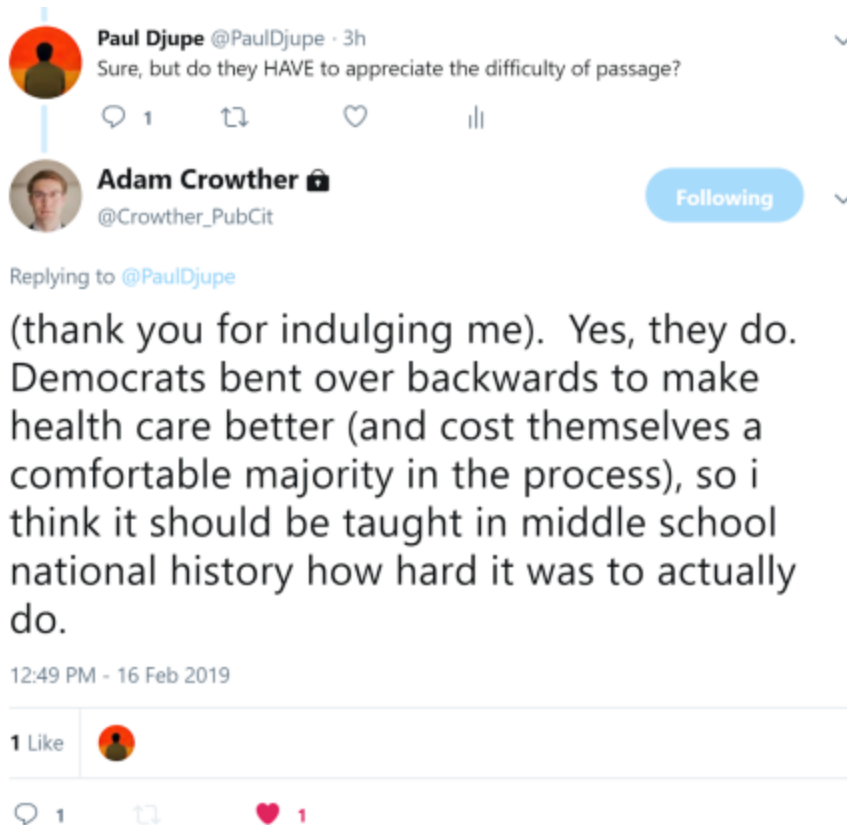 Paul Djupe @PaulDjupe · 3h
Sure, but do they HAVE to appreciate the difficulty of passage?
1
Adam Crowther
@Crowther_PubCit
Following
Replying to @PaulDjupe
(thank you for indulging me). Yes, they do.
Democrats bent over backwards to make
health care better (and cost themselves a
comfortable majority in the process), so i
think it should be taught in middle school
national history how hard it was to actually
do.
12:49 PM - 16 Feb 2019
1 Like
1 1